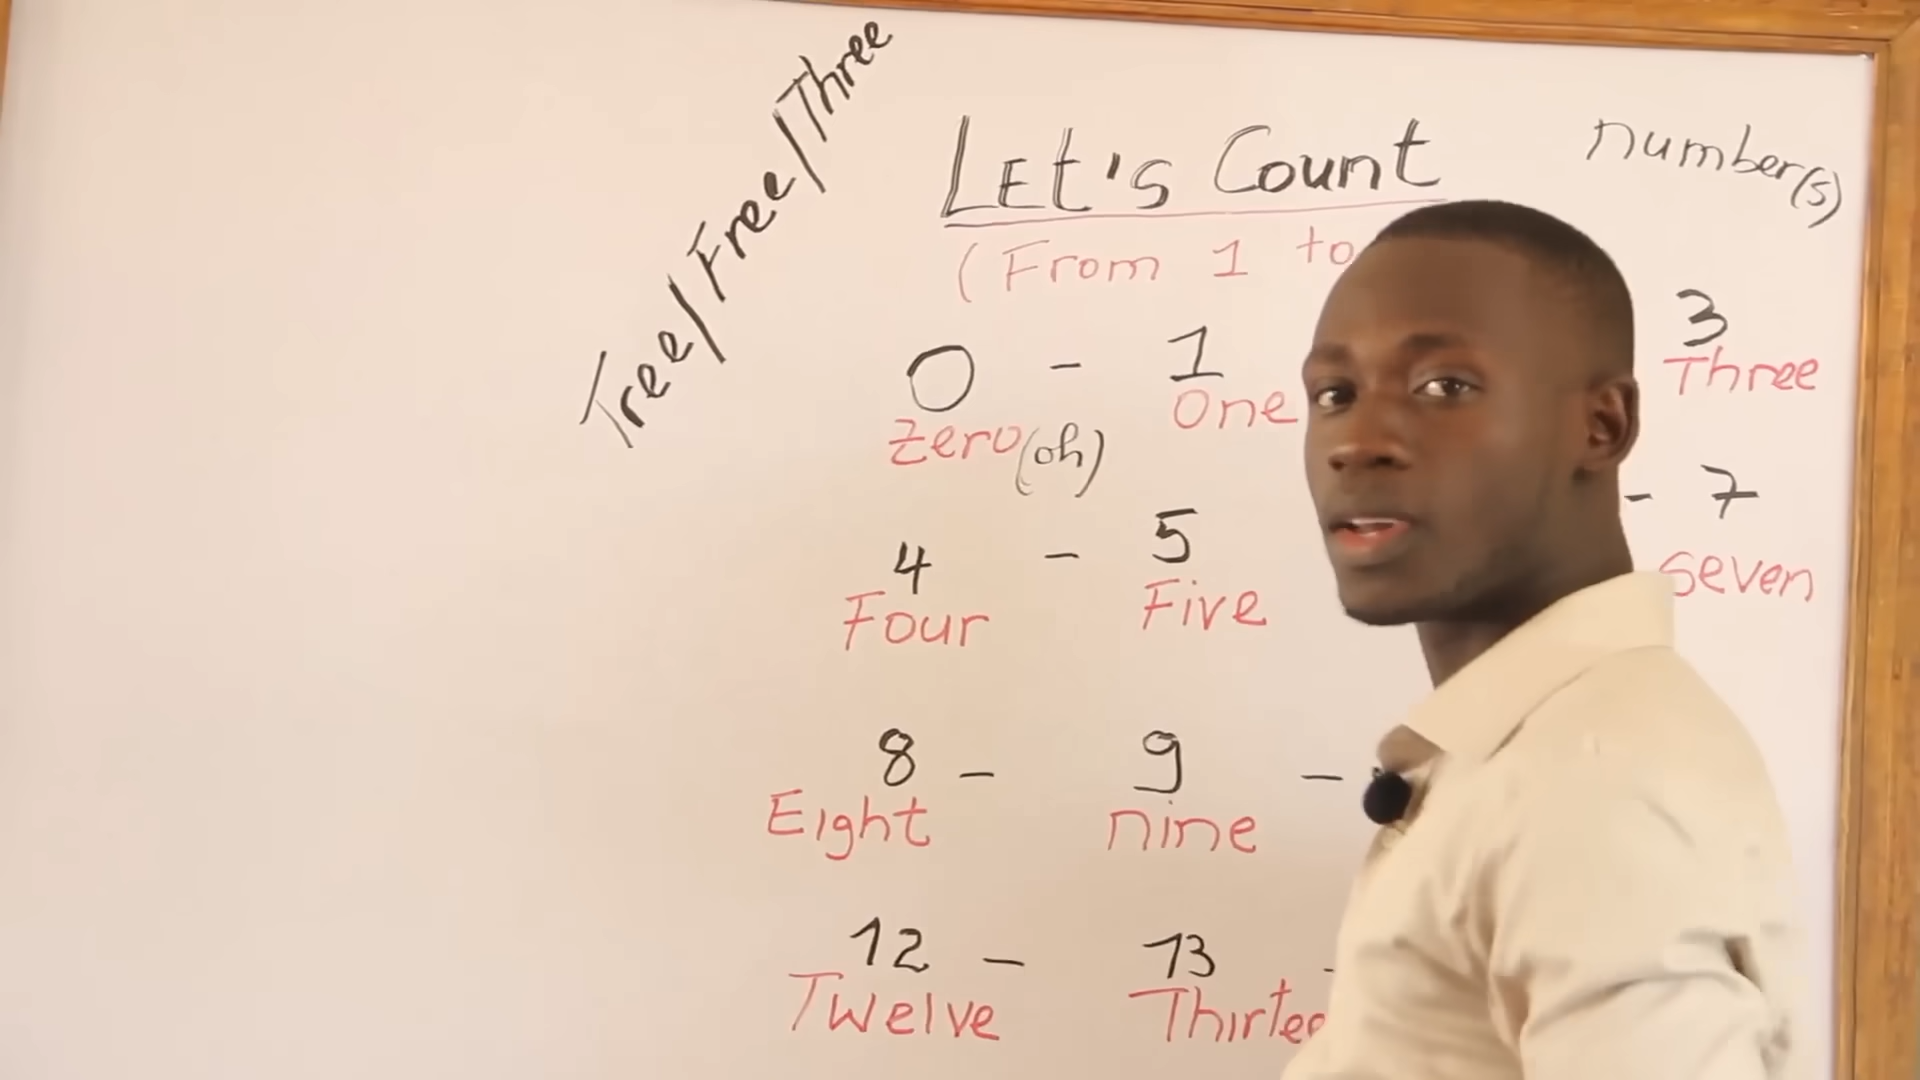 Tree/Free/Three
LEt's Count
number(s)
(From 1 to
0 - 1 3
Zero(oh) One Three
4 - 5 - 7
Four Five Seven
8 - 9 -
Eight nine
12 - 13 -
Twelve Thirtee